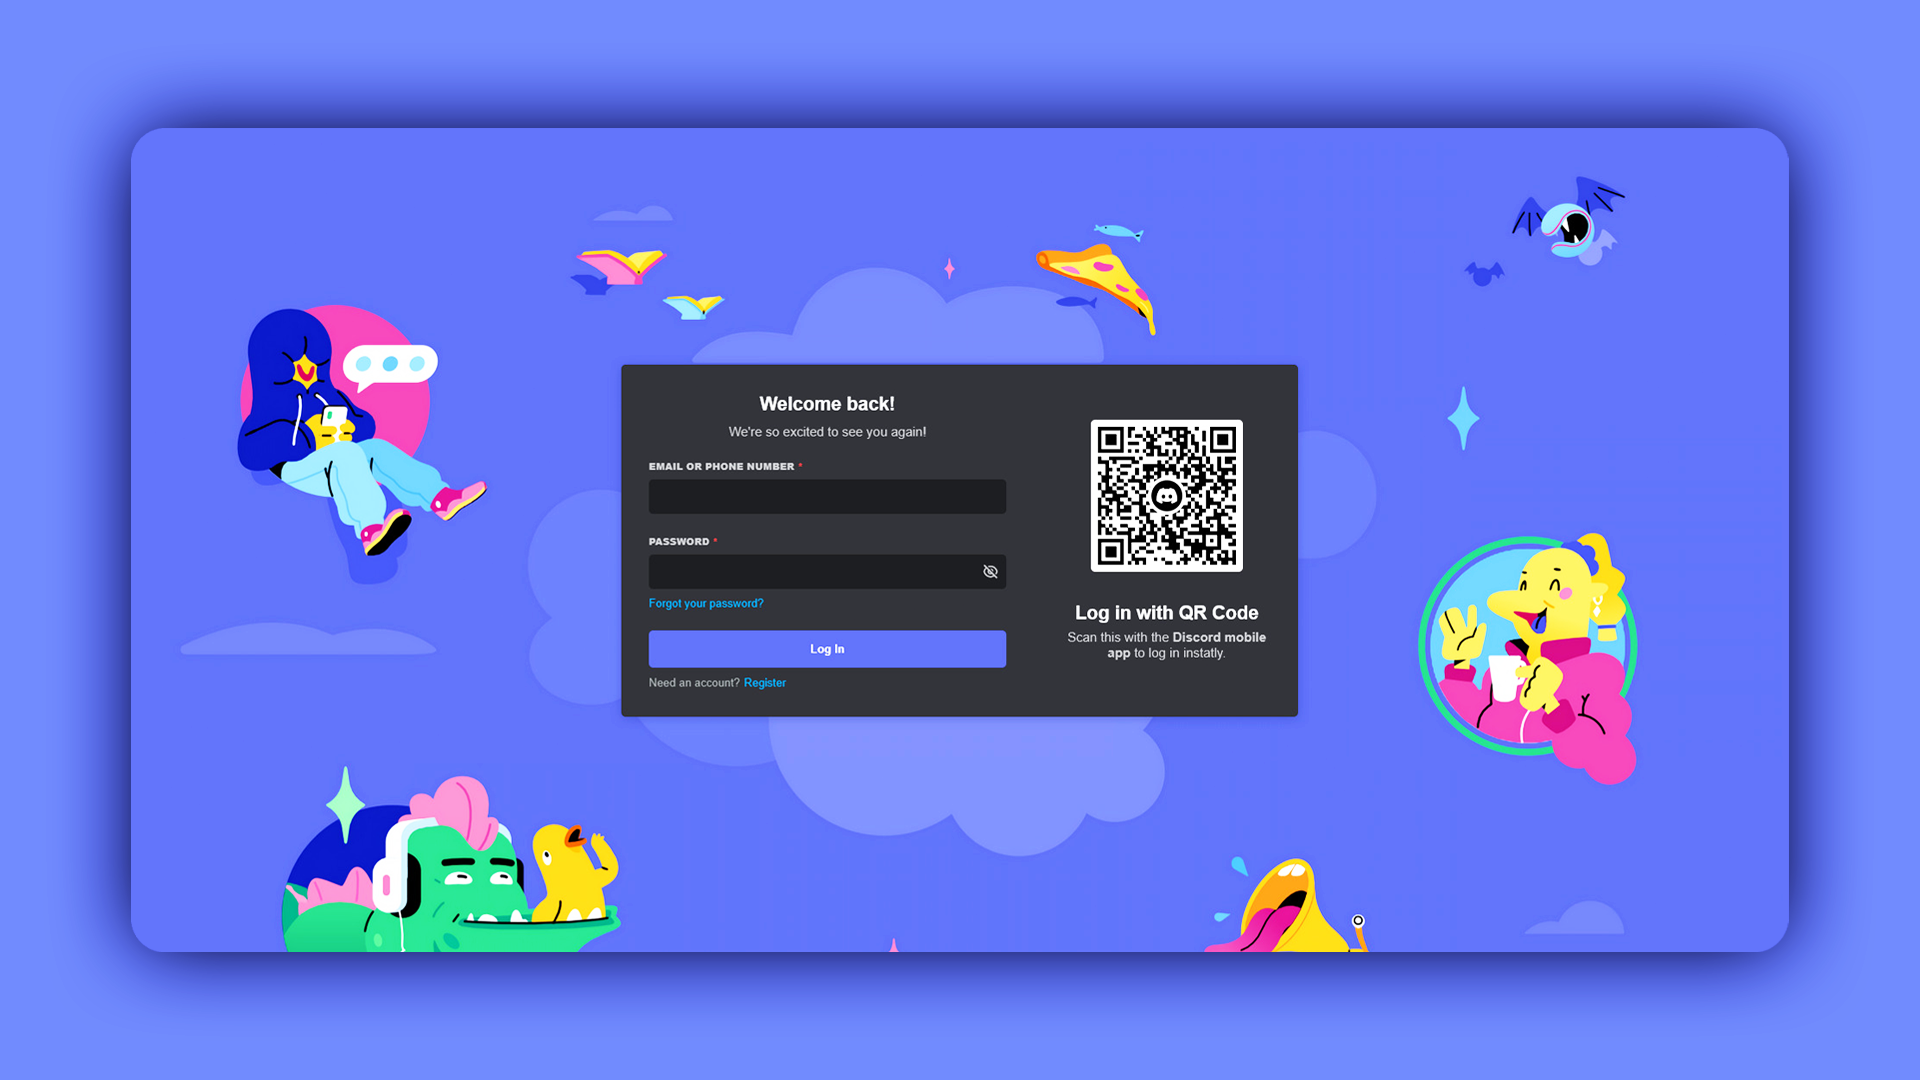 Welcome back!
We're so excited to see you again!
EMAIL OR PHONE NUMBER *
PASSWORD *
Forgot your password?
Log In
Need an account? Register
Log in with QR Code
Scan this with the Discord mobile
app to log in instatly.